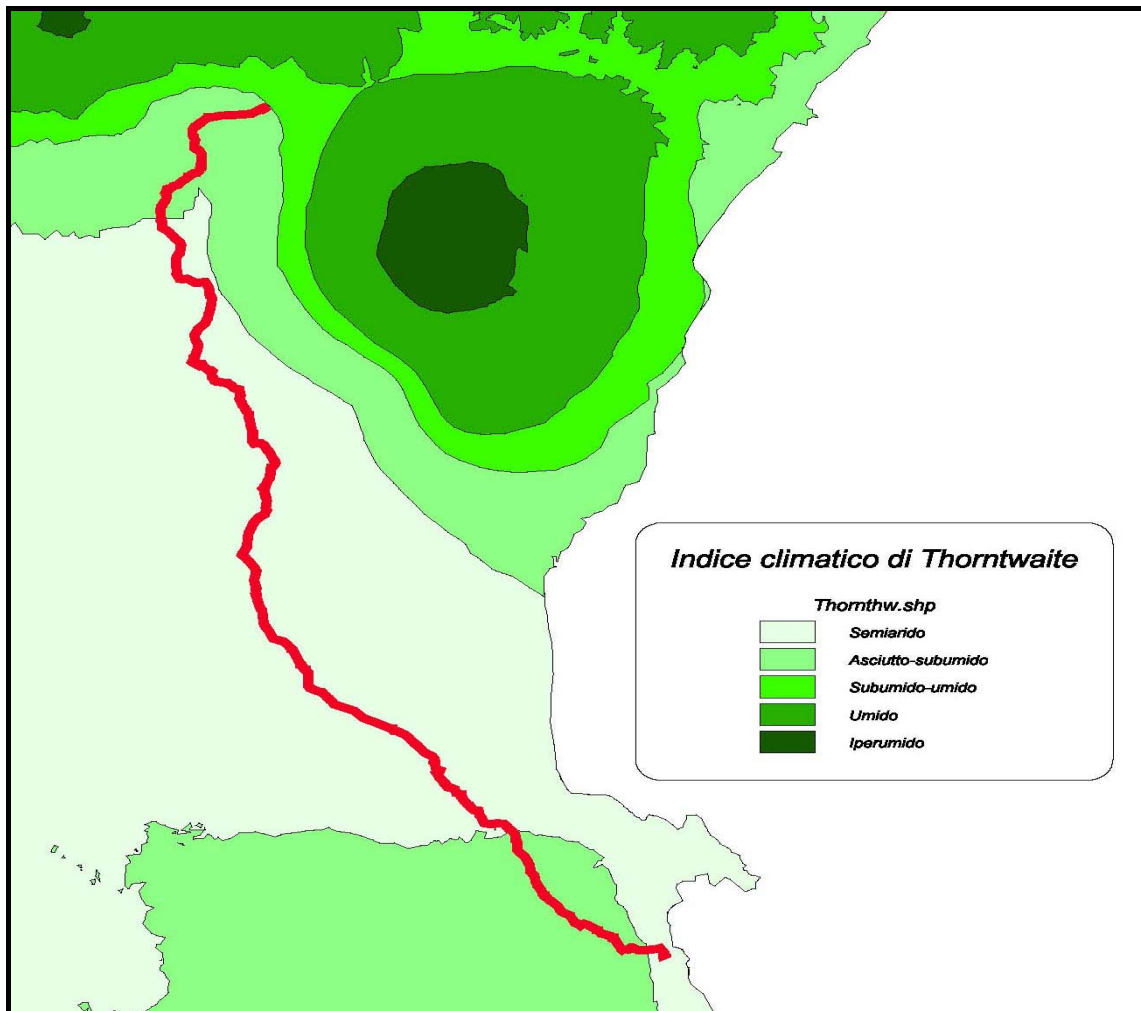 Indice climatico di Thorntwaite
Thornthw.shp
Semiarido
Asciutto-subumido
Subumido-umido
Umido
Iperumido